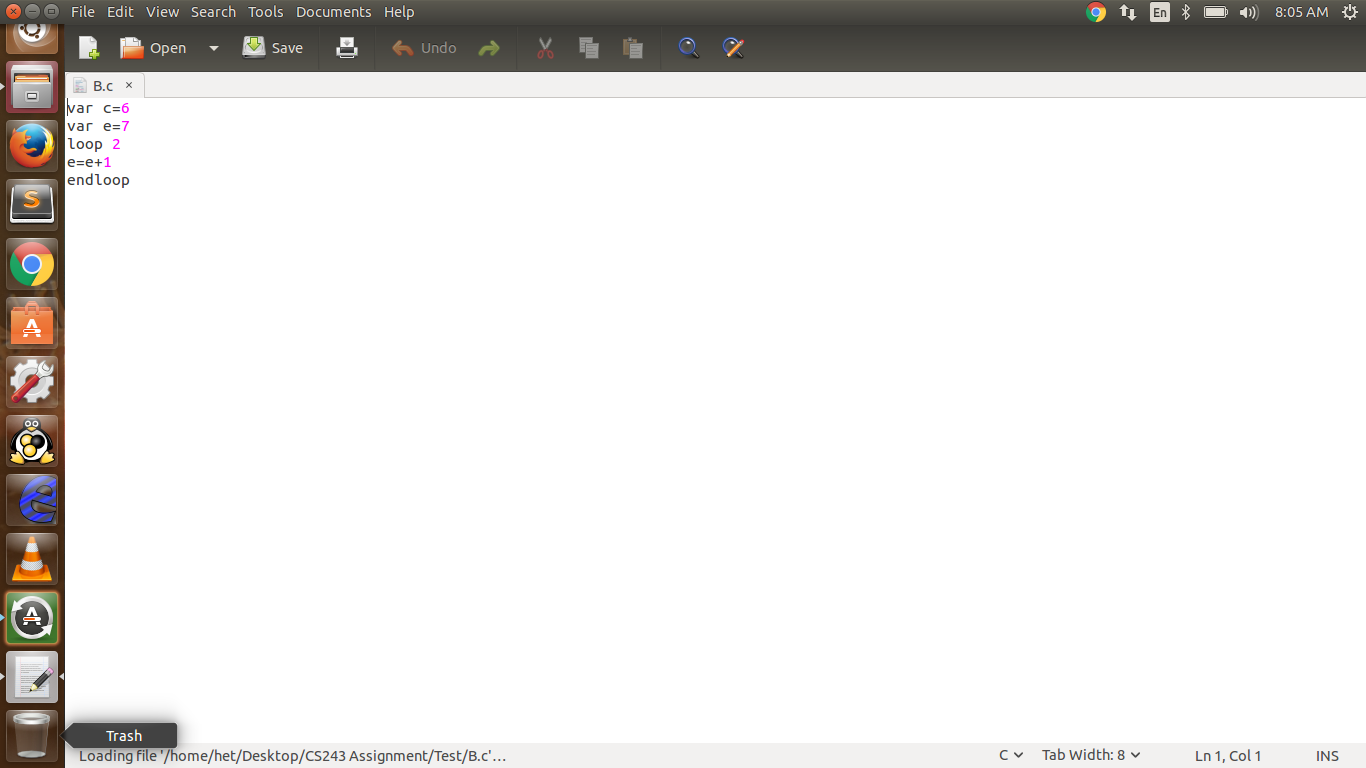 File Edit View Search Tools Documents Help
En 8:05 AM
Open Save Undo
B.c ×
var c=6
var e=7
loop 2
e=e+1
endloop
Trash
Loading file '/home/het/Desktop/CS243 Assignment/Test/B.c'... C Tab Width: 8 Ln 1, Col 1 INS